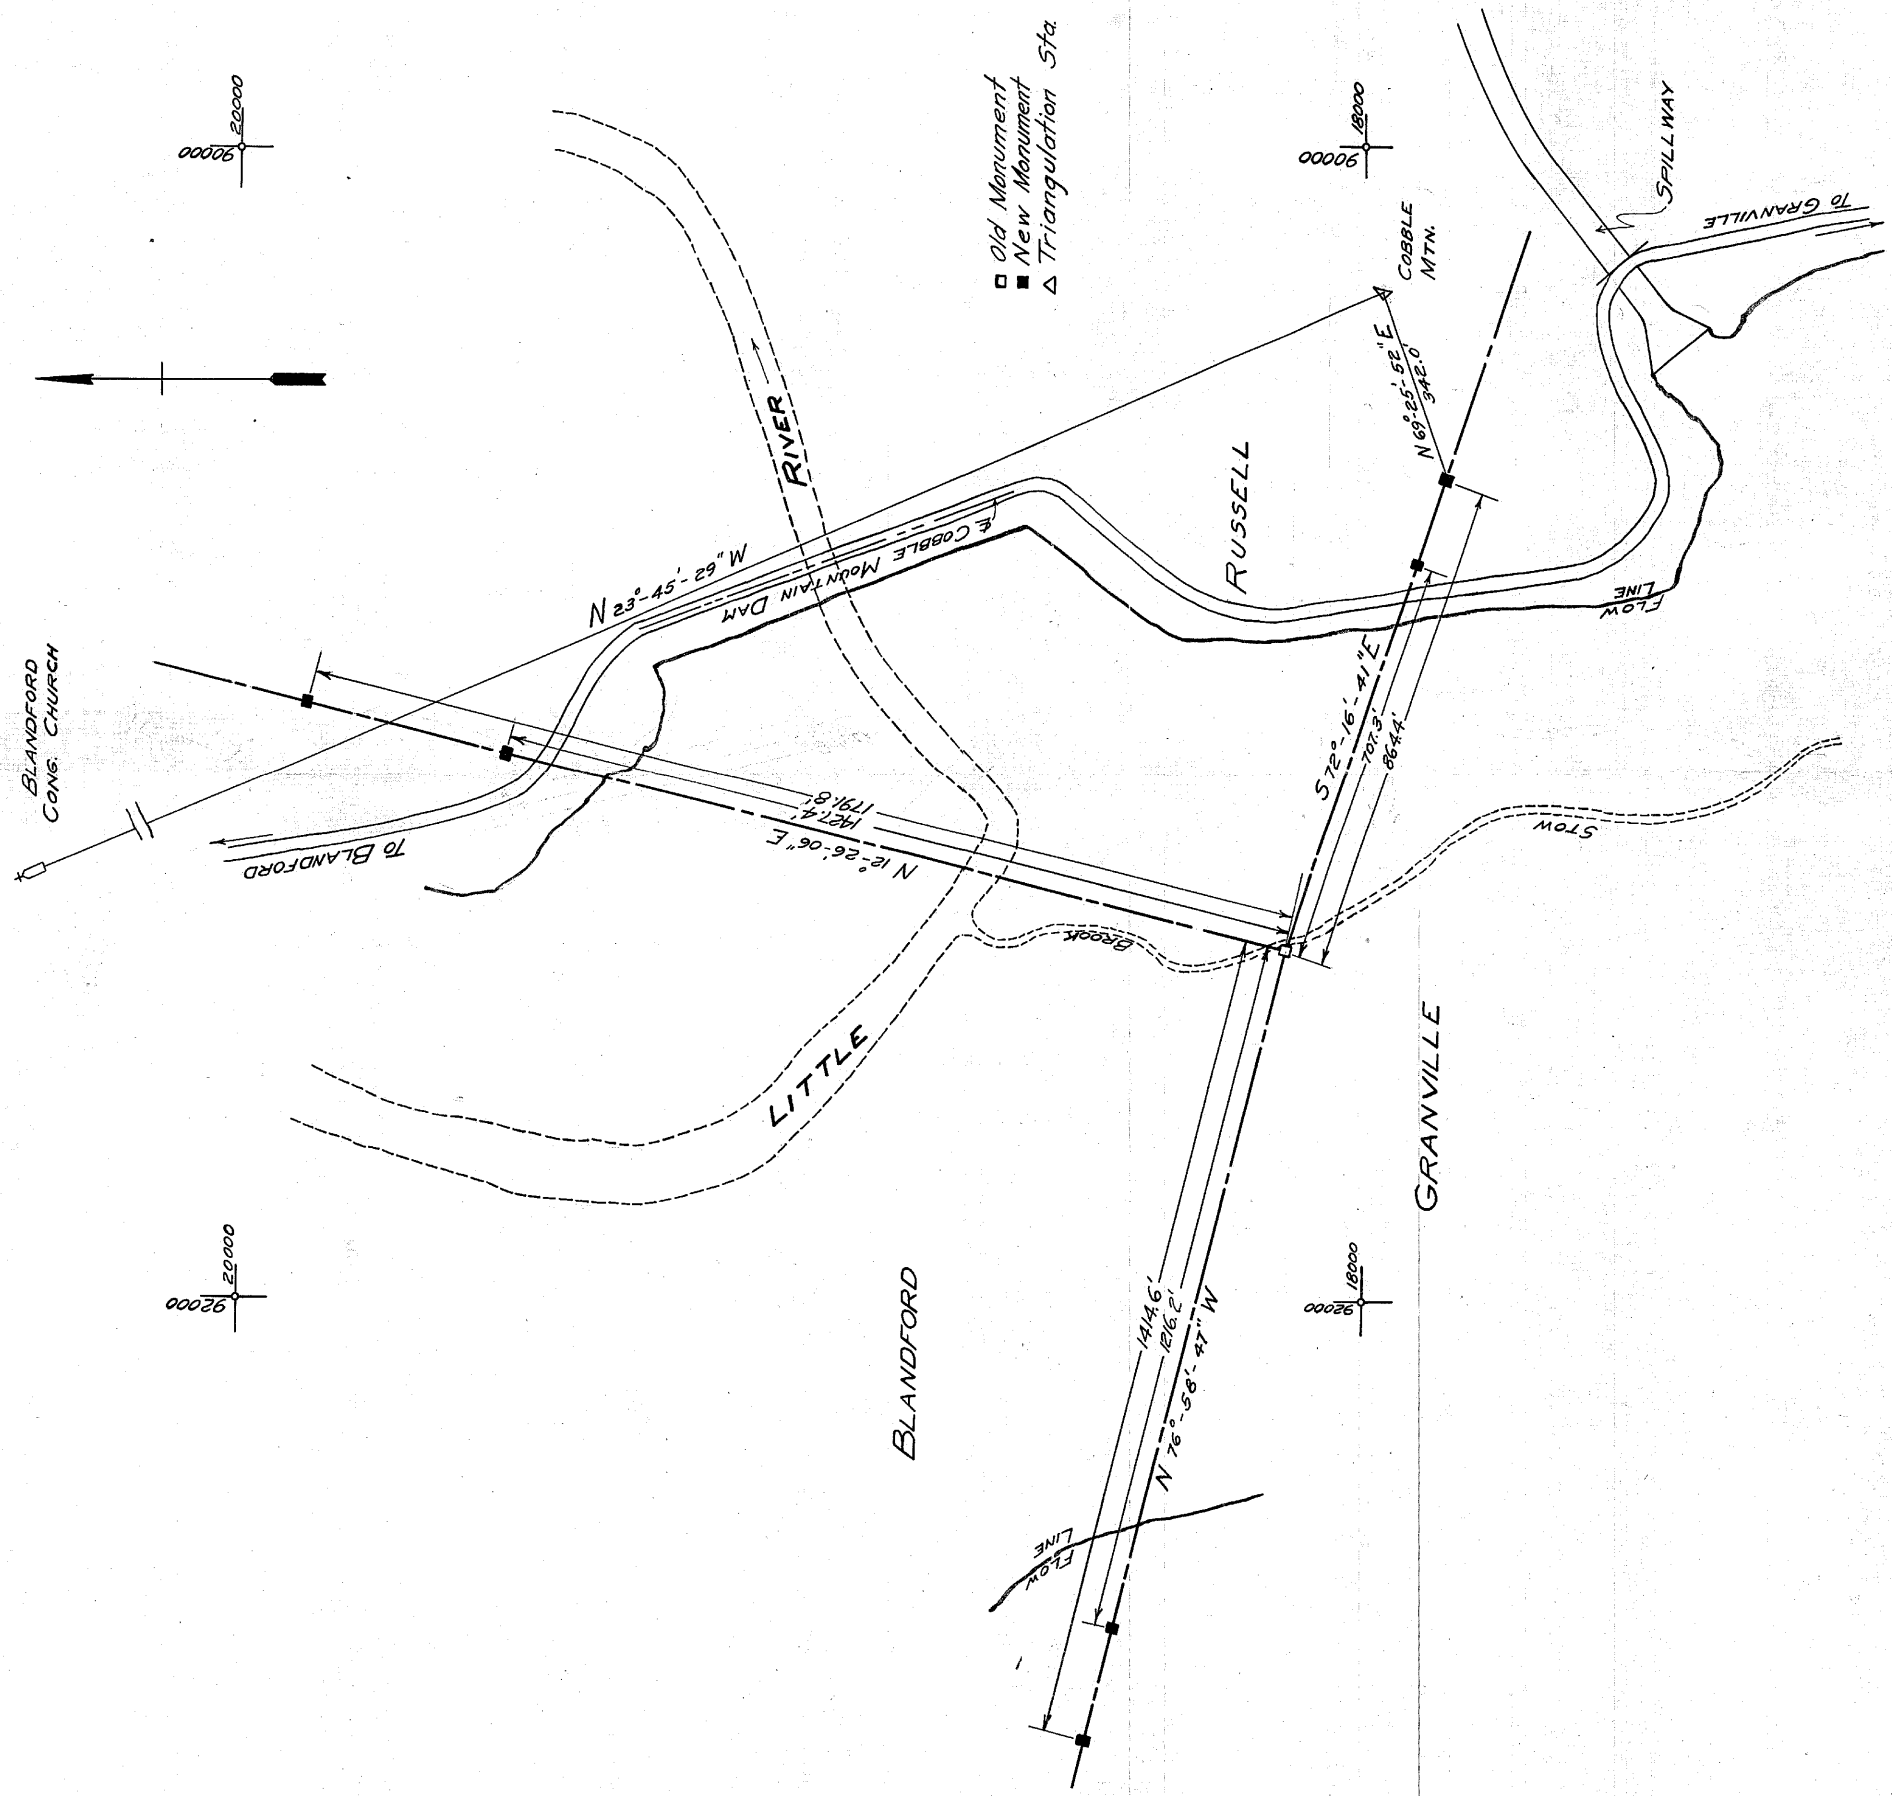 BLANDFORD
CONG. CHURCH
20000
90000
20000
92000
□ Old Monument
■ New Monument
△ Triangulation Sta.
18000
90000
18000
92000
N 23°-45'-29" W
TO BLANDFORD
RIVER
LITTLE
℄ COBBLE MOUNTAIN DAM
1791.8'
1427.4'
N 12°-26'-06" E
COBBLE
MTN.
N 69°-25'-52" E
342.0'
SPILLWAY
TO GRANVILLE
RUSSELL
FLOW
LINE
S 72°-16'-41" E
707.3'
864.4'
STOW
BROOK
BLANDFORD
GRANVILLE
1414.6'
1216.2'
N 76°-58'-47" W
FLOW
LINE